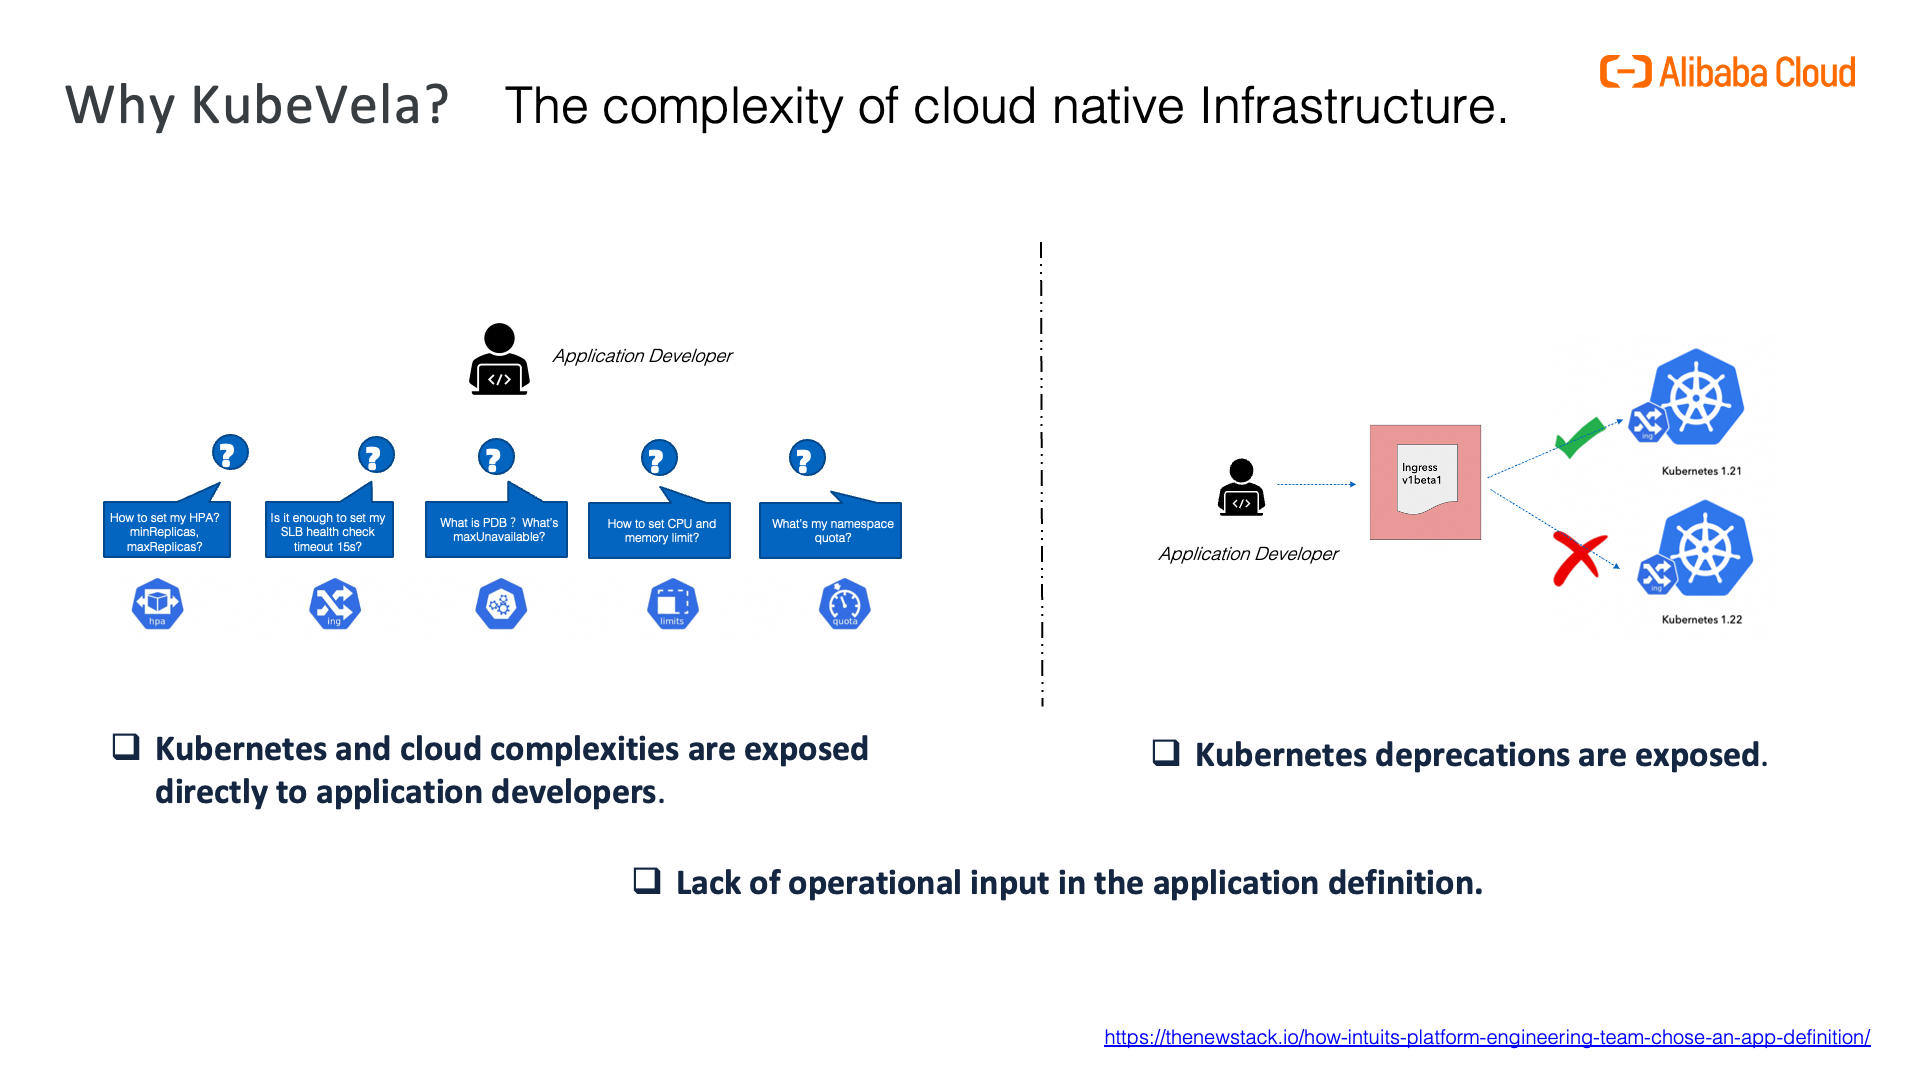 Why KubeVela? The complexity of cloud native Infrastructure.
Alibaba Cloud
Application Developer
?
?
?
?
?
How to set my HPA?
minReplicas,
maxReplicas?
Is it enough to set my
SLB health check
timeout 15s?
What is PDB ? What's
maxUnavailable?
How to set CPU and
memory limit?
What's my namespace
quota?
hpa
ing
limits
quota
</>
Application Developer
</>
Ingress
v1beta1
ing
Kubernetes 1.21
ing
Kubernetes 1.22
Kubernetes and cloud complexities are exposed
directly to application developers.
Kubernetes deprecations are exposed.
Lack of operational input in the application definition.
https://thenewstack.io/how-intuits-platform-engineering-team-chose-an-app-definition/